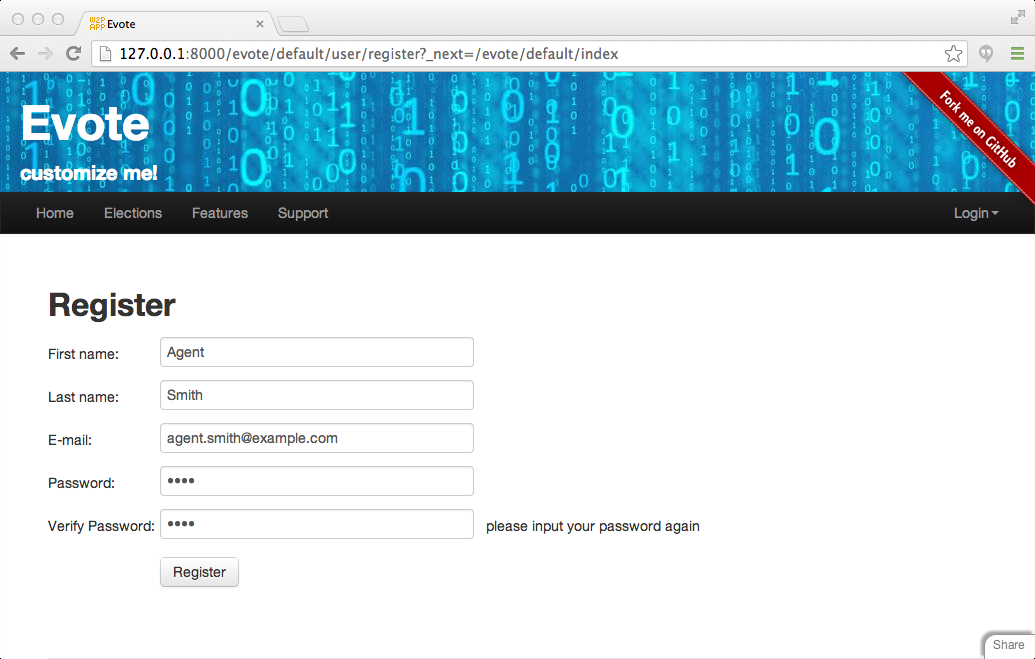 WEB
APP Evote
127.0.0.1:8000/evote/default/user/register?_next=/evote/default/index
Evote
customize me!
Fork me on GitHub
Home Elections Features Support Login
Register
First name: Agent
Last name: Smith
E-mail: agent.smith@example.com
Password: ••••
Verify Password: •••• please input your password again
Register
Share